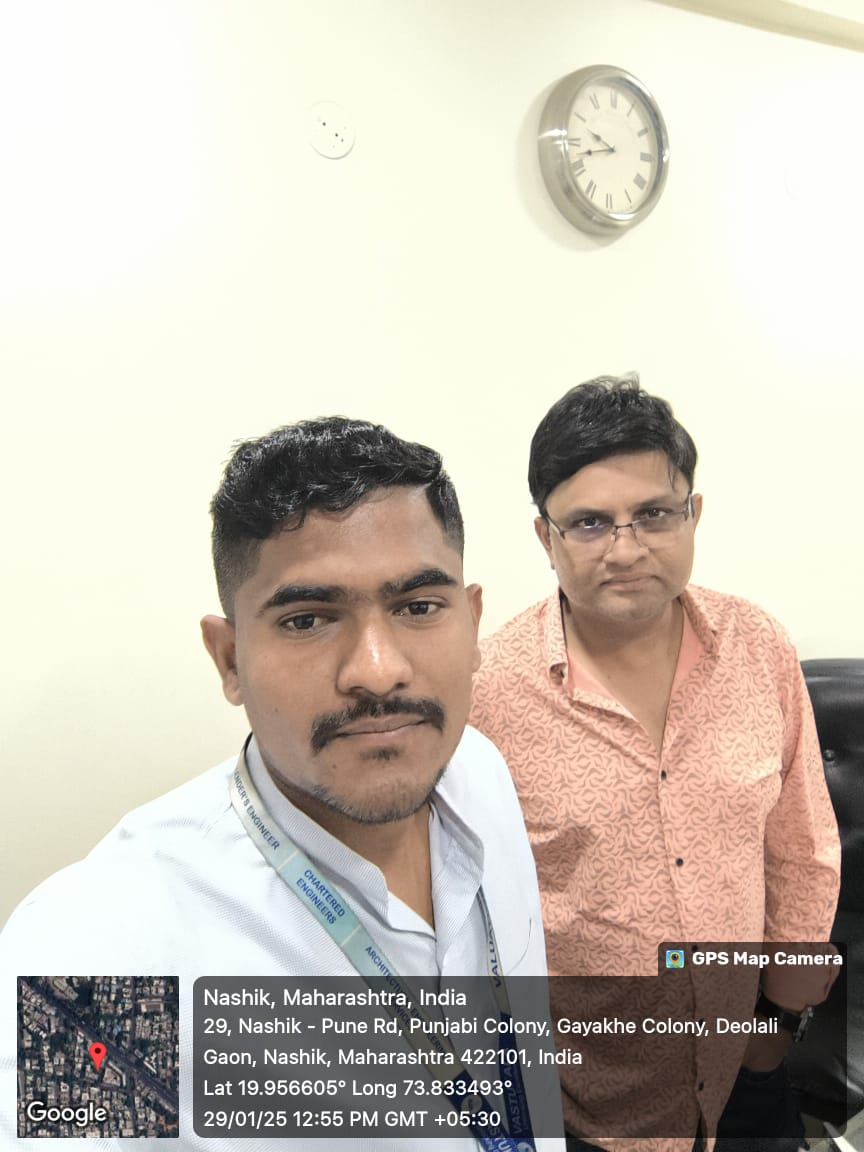 ENDER'S ENGINEER
CHARTERED
ENGINEERS
GPS Map Camera
Nashik, Maharashtra, India
29, Nashik - Pune Rd, Punjabi Colony, Gayakhe Colony, Deolali
Gaon, Nashik, Maharashtra 422101, India
Lat 19.956605° Long 73.833493°
29/01/25 12:55 PM GMT +05:30
Google